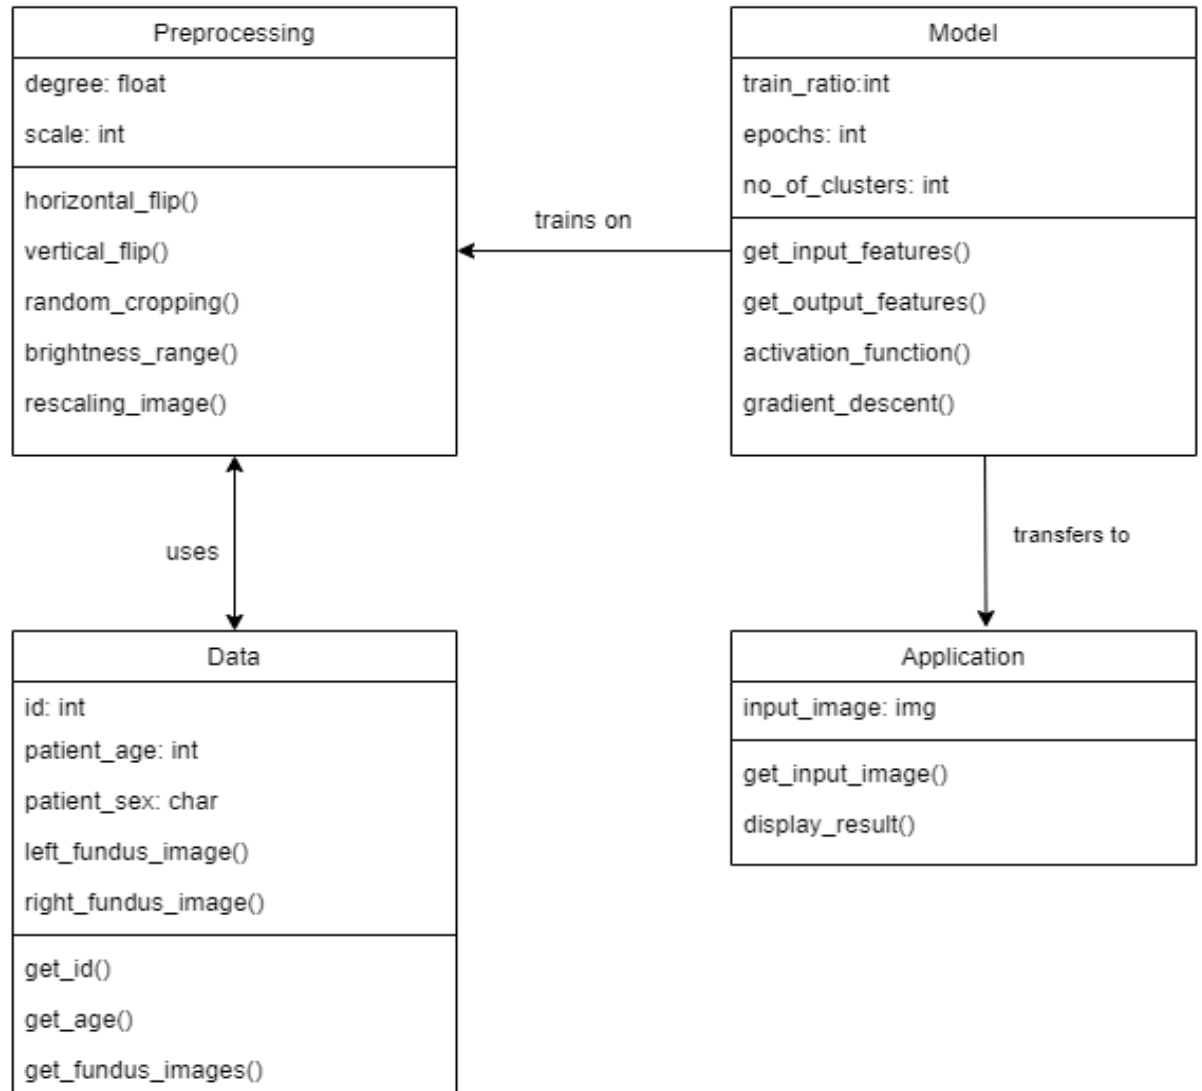 Preprocessing
degree: float
scale: int
horizontal_flip()
vertical_flip()
random_cropping()
brightness_range()
rescaling_image()
trains on
Model
train_ratio:int
epochs: int
no_of_clusters: int
get_input_features()
get_output_features()
activation_function()
gradient_descent()
uses
transfers to
Data
id: int
patient_age: int
patient_sex: char
left_fundus_image()
right_fundus_image()
get_id()
get_age()
get_fundus_images()
Application
input_image: img
get_input_image()
display_result()